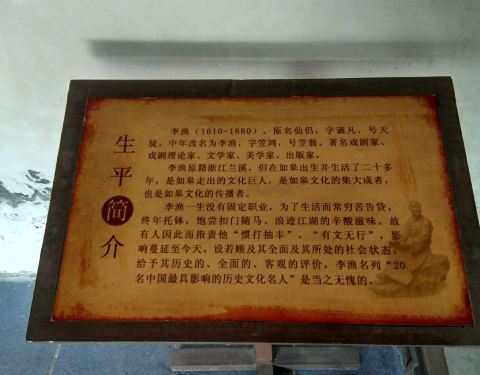 生平简介
李渔（1610-1680），原名仙侣，字谪凡，号天
徒，中年改名为李渔，字笠鸿，号笠翁，著名戏剧家、
戏剧理论家、文学家、美学家、出版家。
李渔原籍浙江兰溪，但在如皋出生并生活了二十多
年，是如皋走出的文化巨人，是如皋文化的集大成者，
也是如皋文化的传播者。
李渔一生没有固定职业，为了生活而常穷苦告贷，
终年托钵，饱尝扣门随马、浪迹江湖的辛酸滋味。故
有人因此而指责他“惯打抽丰”、“有文无行”，影
响蔓延至今天。设若顾及其全面及其所处的社会状态，
给予其历史的、全面的、客观的评价，李渔名列“20
名中国最具影响的历史文化名人”是当之无愧的。